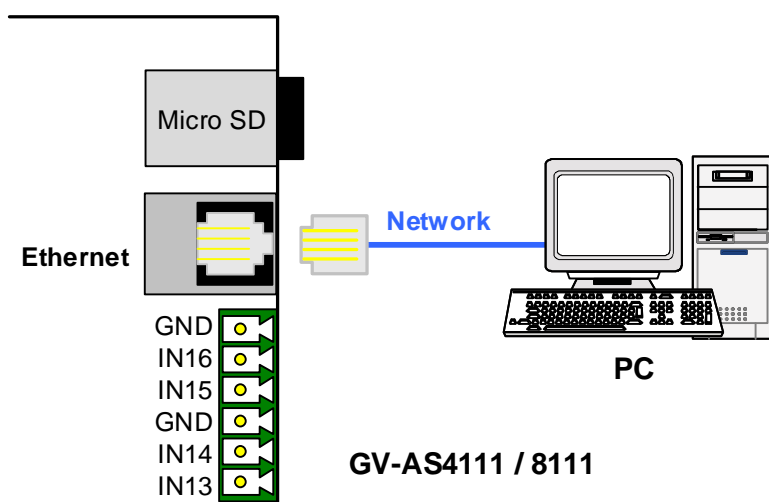 Micro SD
Network
Ethernet
GND
IN16
IN15
GND
IN14
IN13
PC
GV-AS4111 / 8111